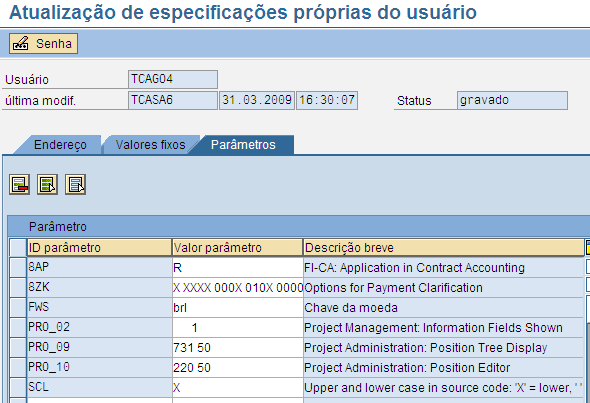 Atualização de especificações próprias do usuário
Senha
Usuário TCAG04
última modif. TCASA6 31.03.2009 16:30:07 Status gravado
Endereço Valores fixos Parâmetros
Parâmetro
ID parâmetro Valor parâmetro Descrição breve
8AP R FI-CA: Application in Contract Accounting
8ZK X XXXX 000X 010X 0000 Options for Payment Clarification
FWS brl Chave da moeda
PRO_02 1 Project Management: Information Fields Shown
PRO_09 731 50 Project Administration: Position Tree Display
PRO_10 220 50 Project Administration: Position Editor
SCL X Upper and lower case in source code: 'X' = lower, ' '